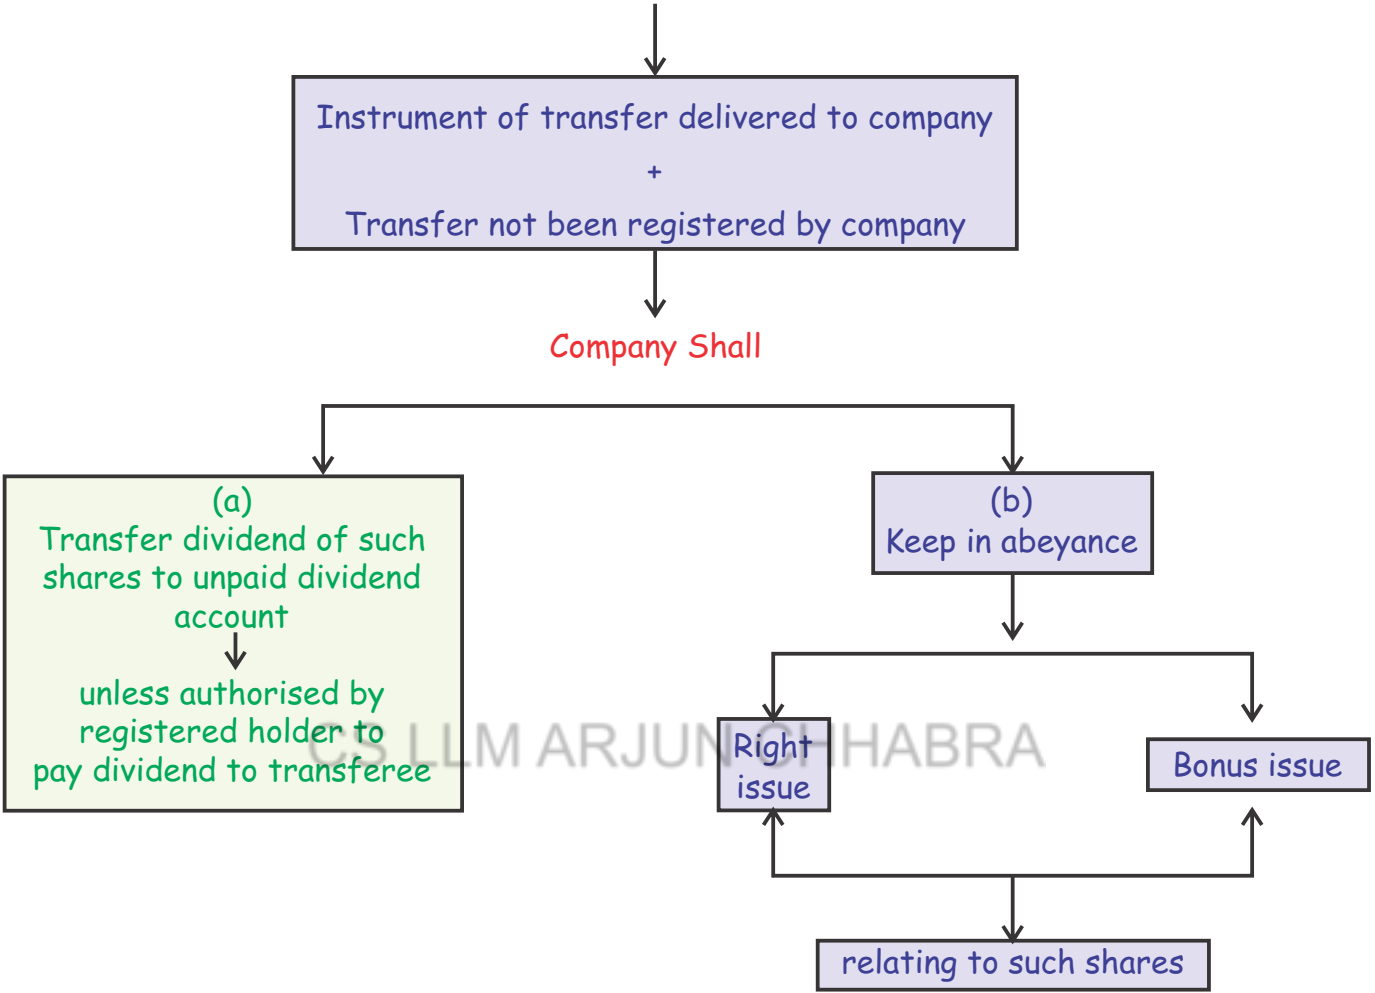 Instrument of transfer delivered to company
+
Transfer not been registered by company
Company Shall
(a)
Transfer dividend of such
shares to unpaid dividend
account
unless authorised by
registered holder to
pay dividend to transferee
(b)
Keep in abeyance
Right
issue
Bonus issue
relating to such shares
CS LLM ARJUN CHHABRA